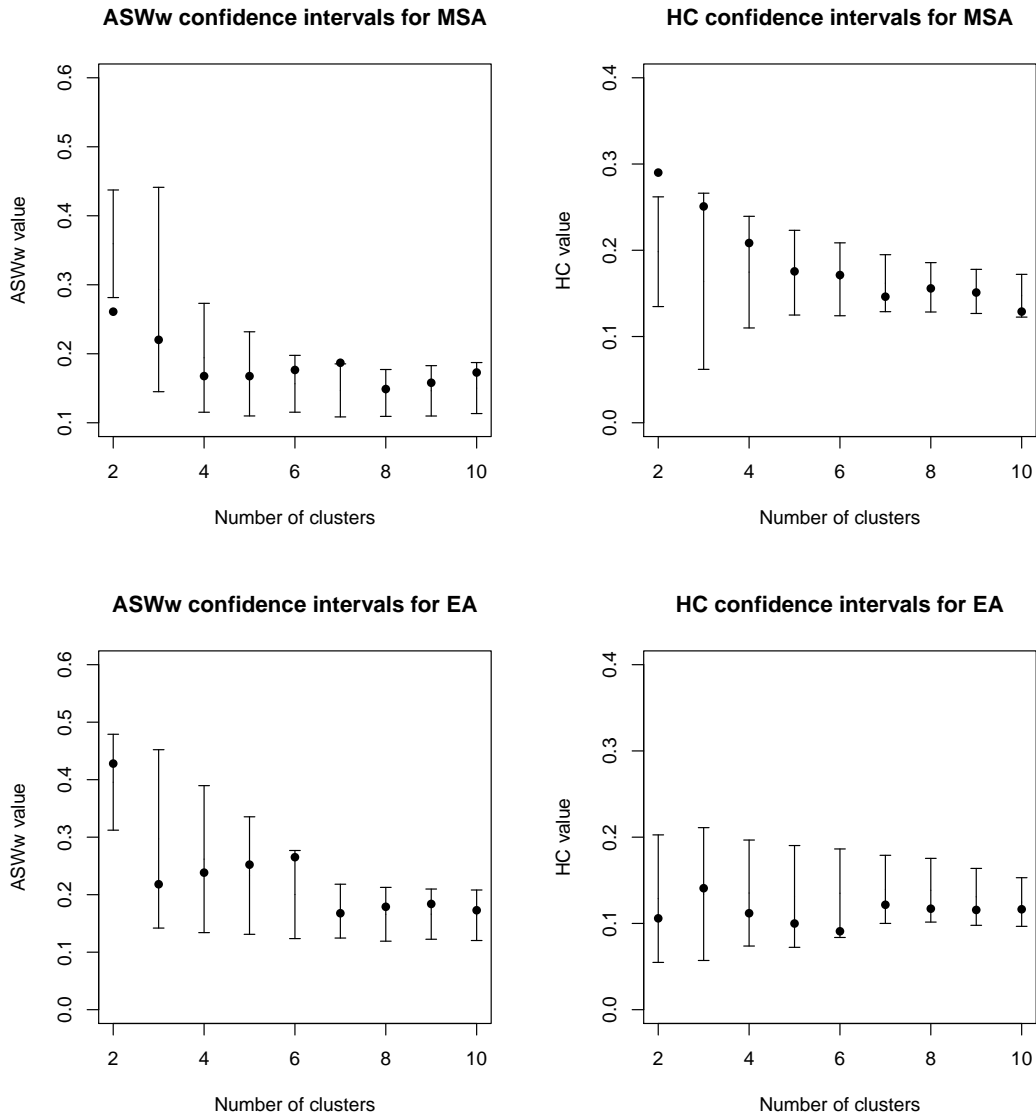 ASWw confidence intervals for MSA
ASWw value
0.6
0.5
0.4
0.3
0.2
0.1
2 4 6 8 10
Number of clusters
HC confidence intervals for MSA
HC value
0.4
0.3
0.2
0.1
0.0
2 4 6 8 10
Number of clusters
ASWw confidence intervals for EA
ASWw value
0.6
0.5
0.4
0.3
0.2
0.1
0.0
2 4 6 8 10
Number of clusters
HC confidence intervals for EA
HC value
0.4
0.3
0.2
0.1
0.0
2 4 6 8 10
Number of clusters